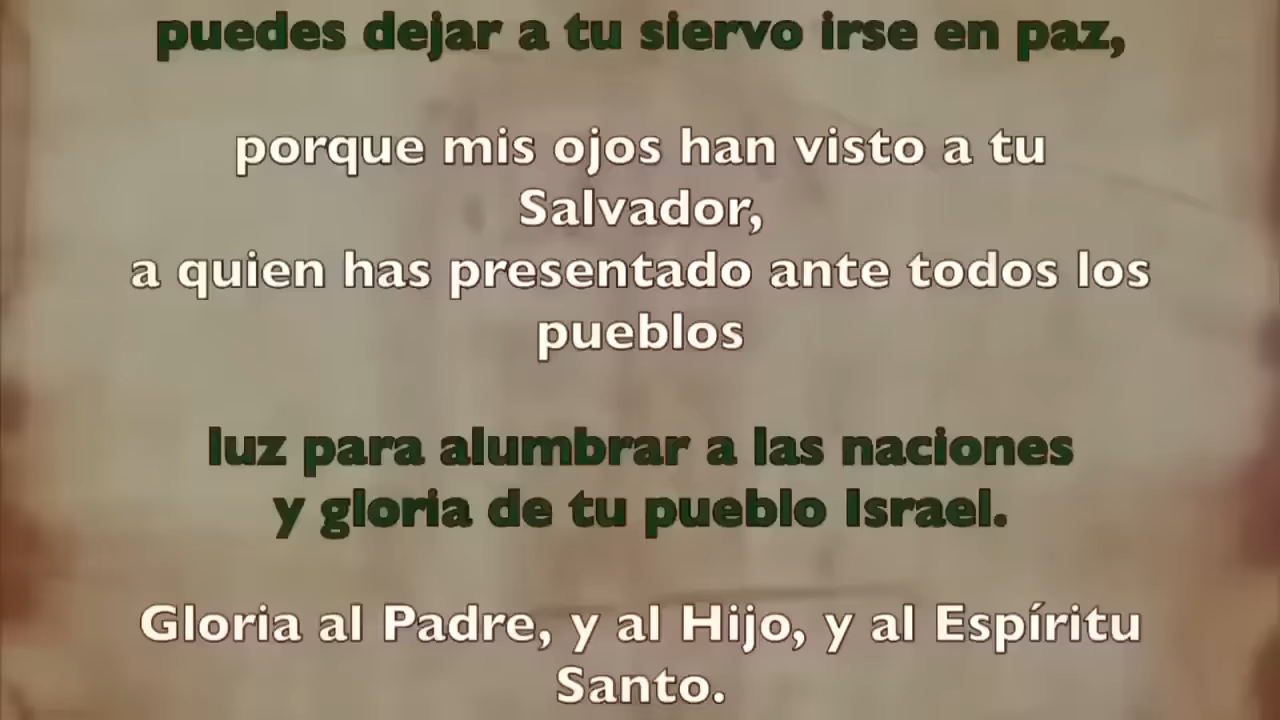 puedes dejar a tu siervo irse en paz,
porque mis ojos han visto a tu
Salvador,
a quien has presentado ante todos los
pueblos
luz para alumbrar a las naciones
y gloria de tu pueblo Israel.
Gloria al Padre, y al Hijo, y al Espíritu
Santo.